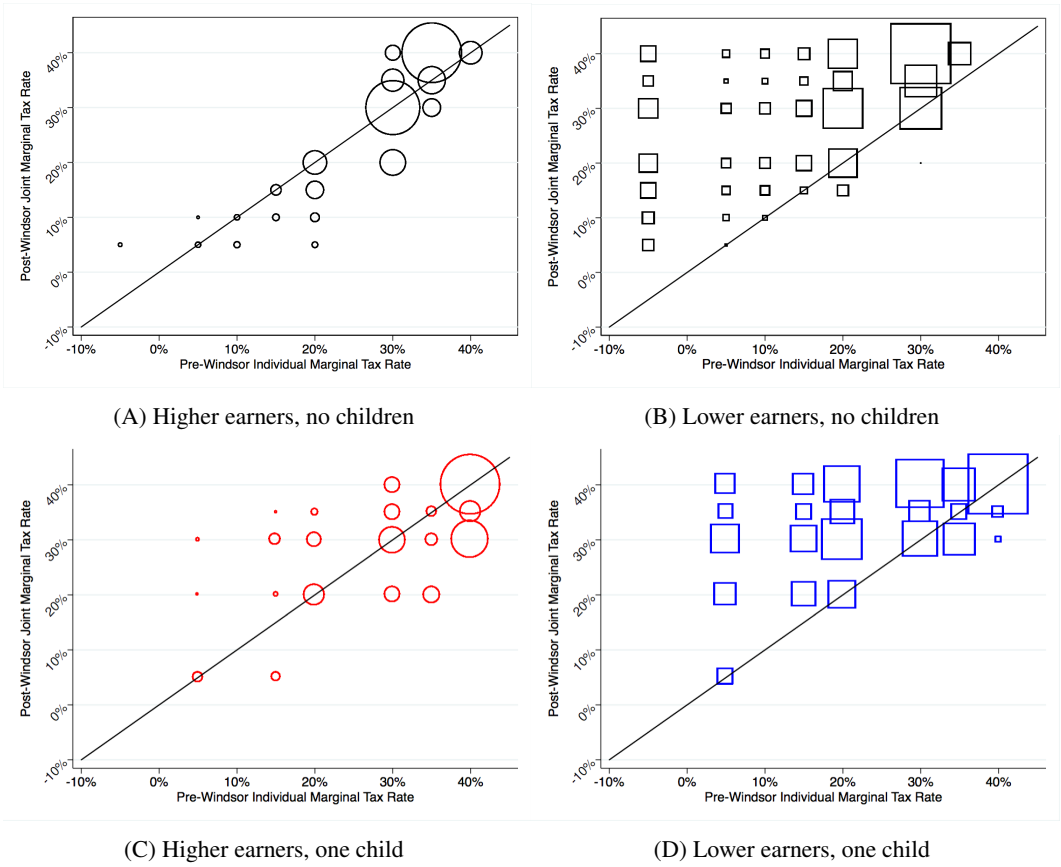 Post-Windsor Joint Marginal Tax Rate
40%
30%
20%
10%
0%
-10%
-10% 0% 10% 20% 30% 40%
Pre-Windsor Individual Marginal Tax Rate
(A) Higher earners, no children
Post-Windsor Joint Marginal Tax Rate
40%
30%
20%
10%
0%
-10%
-10% 0% 10% 20% 30% 40%
Pre-Windsor Individual Marginal Tax Rate
(B) Lower earners, no children
Post-Windsor Joint Marginal Tax Rate
40%
30%
20%
10%
0%
-10%
-10% 0% 10% 20% 30% 40%
Pre-Windsor Individual Marginal Tax Rate
(C) Higher earners, one child
Post-Windsor Joint Marginal Tax Rate
40%
30%
20%
10%
0%
-10%
-10% 0% 10% 20% 30% 40%
Pre-Windsor Individual Marginal Tax Rate
(D) Lower earners, one child